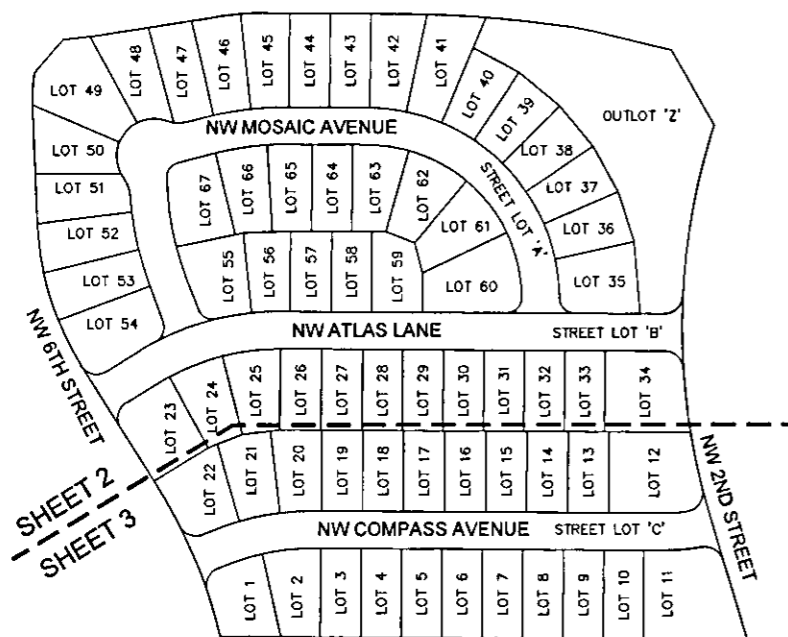 LOT 49
LOT 48
LOT 47
LOT 46
LOT 45
LOT 44
LOT 43
LOT 42
LOT 41
LOT 40
LOT 39
LOT 38
LOT 37
LOT 36
LOT 35
OUTLOT 'Z'
NW MOSAIC AVENUE
STREET LOT 'A'
LOT 50
LOT 51
LOT 52
LOT 53
LOT 54
LOT 67
LOT 66
LOT 65
LOT 64
LOT 63
LOT 62
LOT 61
LOT 60
LOT 55
LOT 56
LOT 57
LOT 58
LOT 59
NW 6TH STREET
NW ATLAS LANE
STREET LOT 'B'
LOT 23
LOT 24
LOT 25
LOT 26
LOT 27
LOT 28
LOT 29
LOT 30
LOT 31
LOT 32
LOT 33
LOT 34
SHEET 2
SHEET 3
LOT 22
LOT 21
LOT 20
LOT 19
LOT 18
LOT 17
LOT 16
LOT 15
LOT 14
LOT 13
LOT 12
NW 2ND STREET
NW COMPASS AVENUE
STREET LOT 'C'
LOT 1
LOT 2
LOT 3
LOT 4
LOT 5
LOT 6
LOT 7
LOT 8
LOT 9
LOT 10
LOT 11